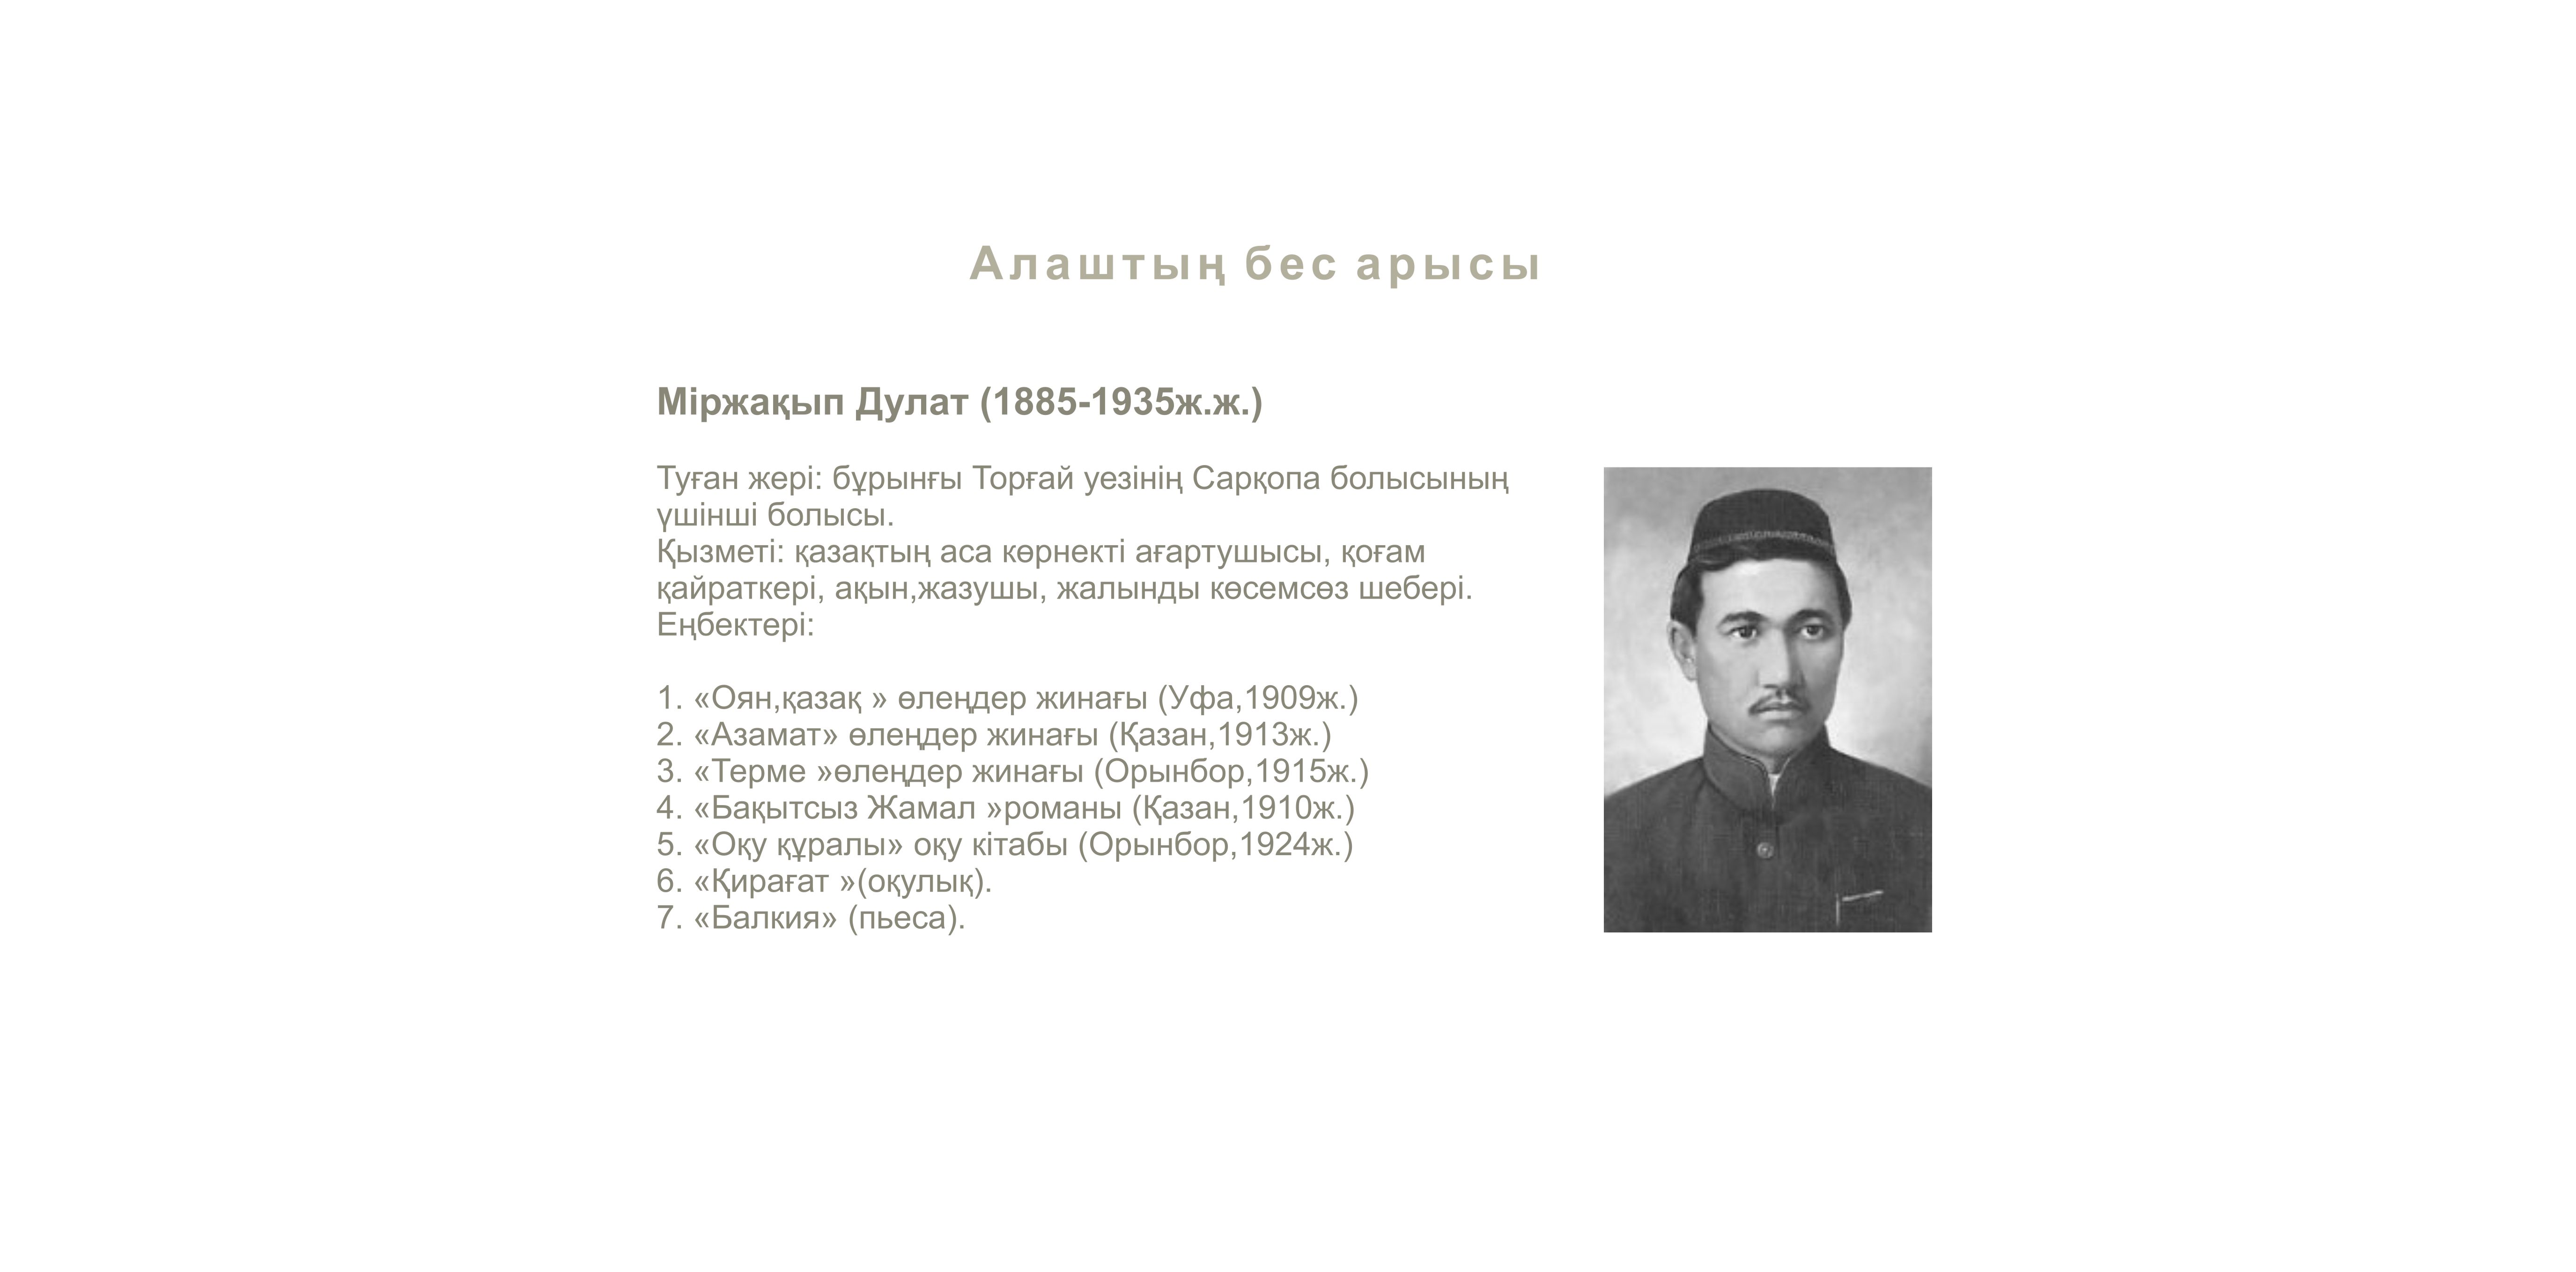 Алаштың бес арысы
Міржақып Дулат (1885-1935ж.ж.)
Туған жері: бұрынғы Торғай уезінің Сарқопа болысының
үшінші болысы.
Қызметі: қазақтың аса көрнекті ағартушысы, қоғам
қайраткері, ақын,жазушы, жалынды көсемсөз шебері.
Еңбектері:
1. «Оян,қазақ » өлеңдер жинағы (Уфа,1909ж.)
2. «Азамат» өлеңдер жинағы (Қазан,1913ж.)
3. «Терме »өлеңдер жинағы (Орынбор,1915ж.)
4. «Бақытсыз Жамал »романы (Қазан,1910ж.)
5. «Оқу құралы» оқу кітабы (Орынбор,1924ж.)
6. «Қирағат »(оқулық).
7. «Балкия» (пьеса).